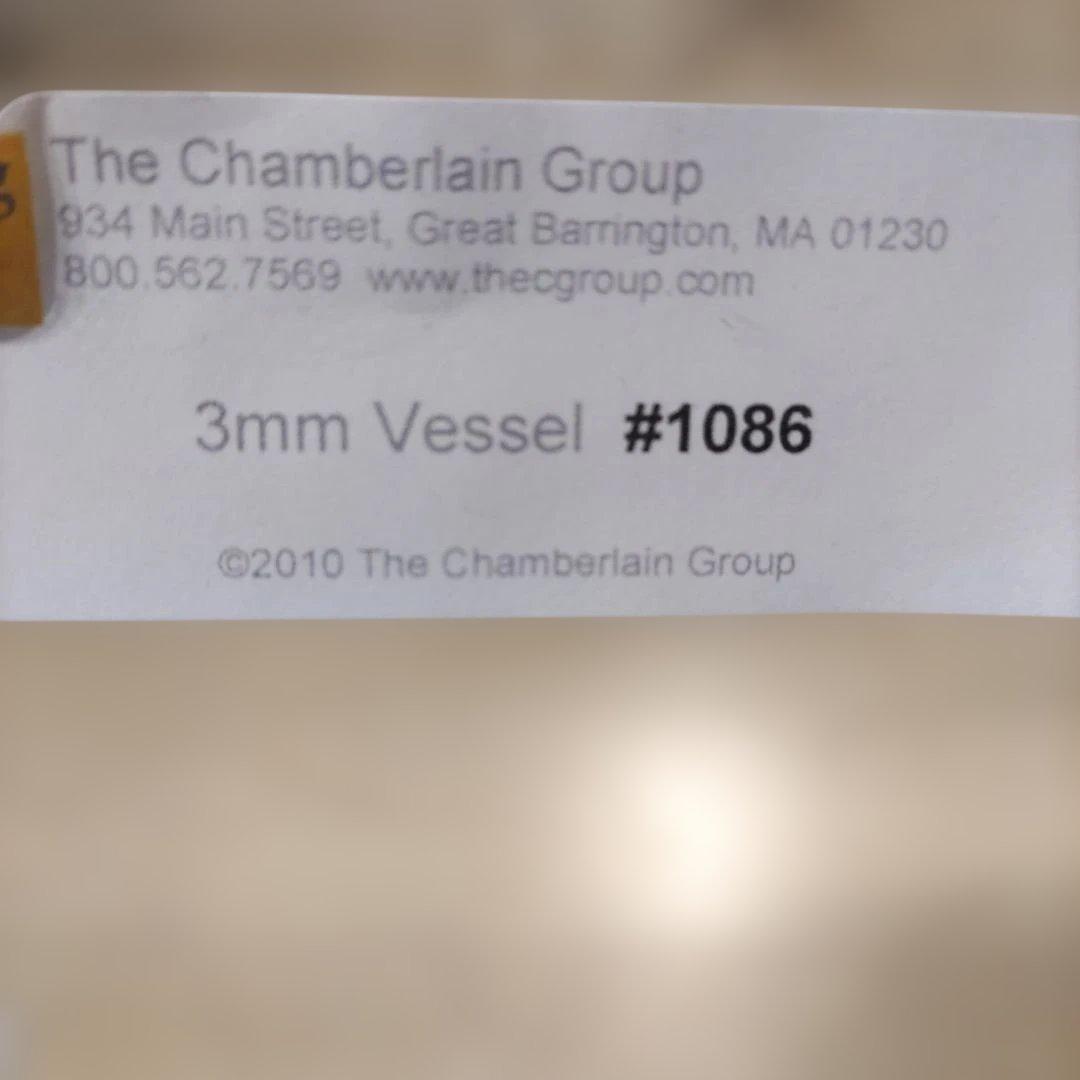 The Chamberlain Group
934 Main Street, Great Barrington, MA 01230
800.562.7569 www.thecgroup.com
3mm Vessel #1086
©2010 The Chamberlain Group